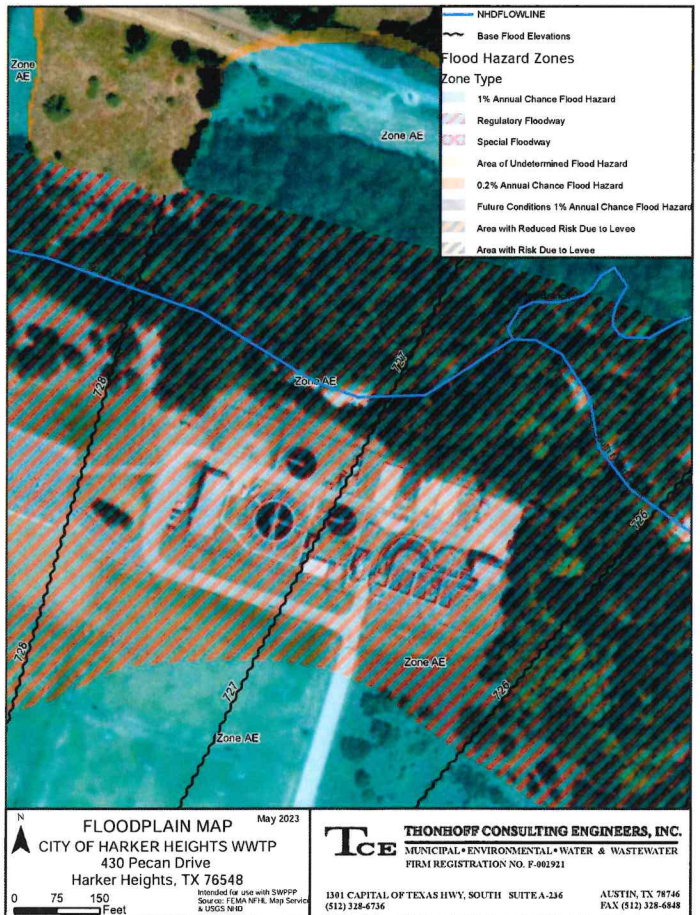 NHDFLOWLINE
Base Flood Elevations
Flood Hazard Zones
Zone Type
1% Annual Chance Flood Hazard
Regulatory Floodway
Special Floodway
Area of Undetermined Flood Hazard
0.2% Annual Chance Flood Hazard
Future Conditions 1% Annual Chance Flood Hazard
Area with Reduced Risk Due to Levee
Area with Risk Due to Levee
Zone
AE
Zone AE
Zone AE
727
728
726
Zone AE
728
727
726
Zone AE
N
May 2023
FLOODPLAIN MAP
CITY OF HARKER HEIGHTS WWTP
430 Pecan Drive
Harker Heights, TX 76548
0 75 150
Feet
Intended for use with SWPPP
Source: FEMA NFHL, Map Service
& USGS NHD
TCE
THONHOFF CONSULTING ENGINEERS, INC.
MUNICIPAL • ENVIRONMENTAL • WATER & WASTEWATER
FIRM REGISTRATION NO. F-002921
1301 CAPITAL OF TEXAS HWY, SOUTH SUITE A-236
(512) 328-6736
AUSTIN, TX 78746
FAX (512) 328-6848